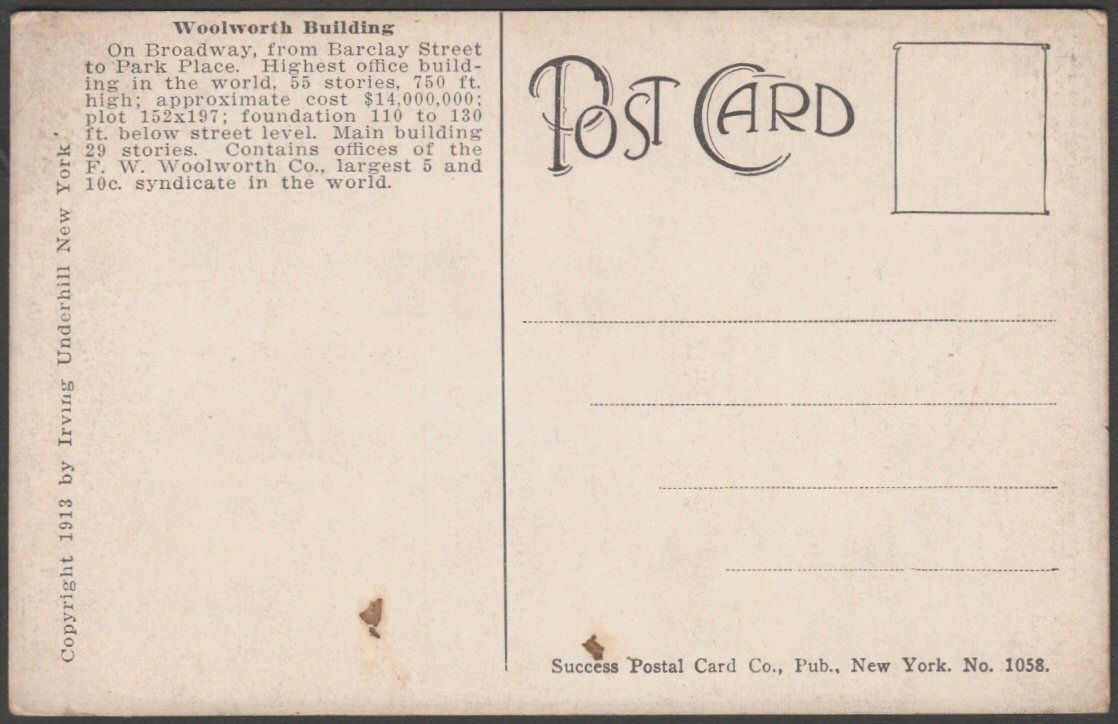 Woolworth Building
On Broadway, from Barclay Street
to Park Place. Highest office build-
ing in the world, 55 stories, 750 ft.
high; approximate cost $14,000,000;
plot 152x197; foundation 110 to 130
ft. below street level. Main building
29 stories. Contains offices of the
F. W. Woolworth Co., largest 5 and
10c. syndicate in the world.
Copyright 1913 by Irving Underhill New York.
POST CARD
Success Postal Card Co., Pub., New York. No. 1058.